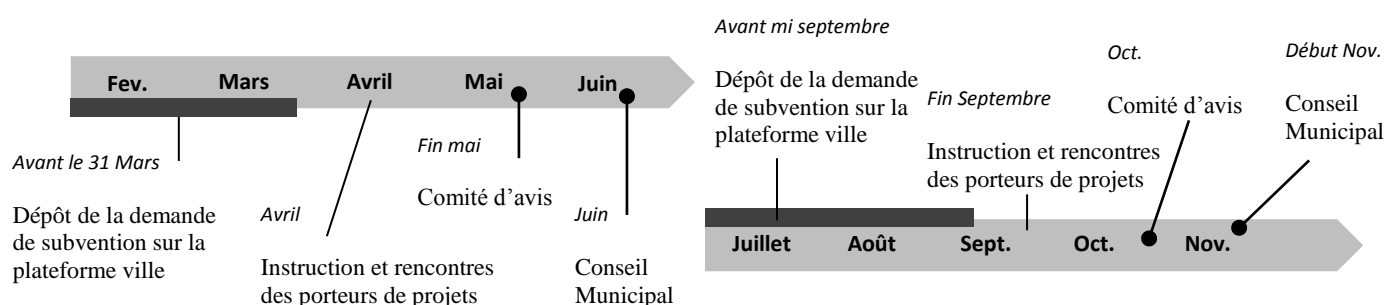 Fev. Mars Avril Mai Juin
Avant le 31 Mars
Dépôt de la demande
de subvention sur la
plateforme ville
Avril
Instruction et rencontres
des porteurs de projets
Fin mai
Comité d’avis
Juin
Conseil
Municipal
Avant mi septembre
Dépôt de la demande
de subvention sur la
plateforme ville
Fin Septembre
Instruction et rencontres
des porteurs de projets
Oct.
Comité d’avis
Début Nov.
Conseil
Municipal
Juillet Août Sept. Oct. Nov.